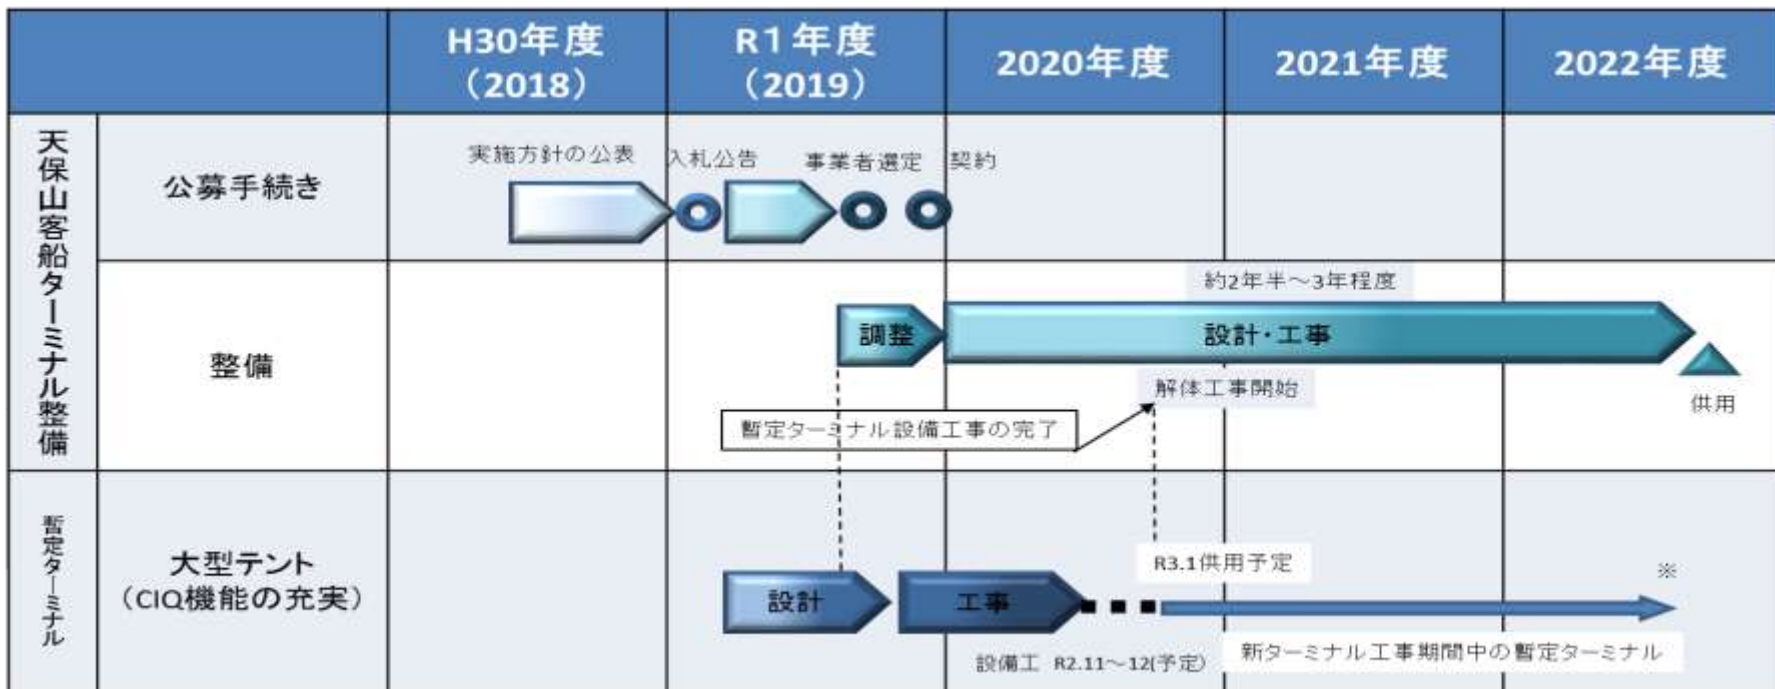 H30年度
（2018）
R１年度
（2019）
2020年度
2021年度
2022年度
天保山客船ターミナル整備
公募手続き
実施方針の公表
入札公告
事業者選定
契約
整備
約2年半～3年程度
調整
設計・工事
解体工事開始
供用
暫定ターミナル設備工事の完了
暫定ターミナル
大型テント
（CIQ機能の充実）
R3.1供用予定
※
設計
工事
設備工 R2.11～12(予定)
新ターミナル工事期間中の暫定ターミナル